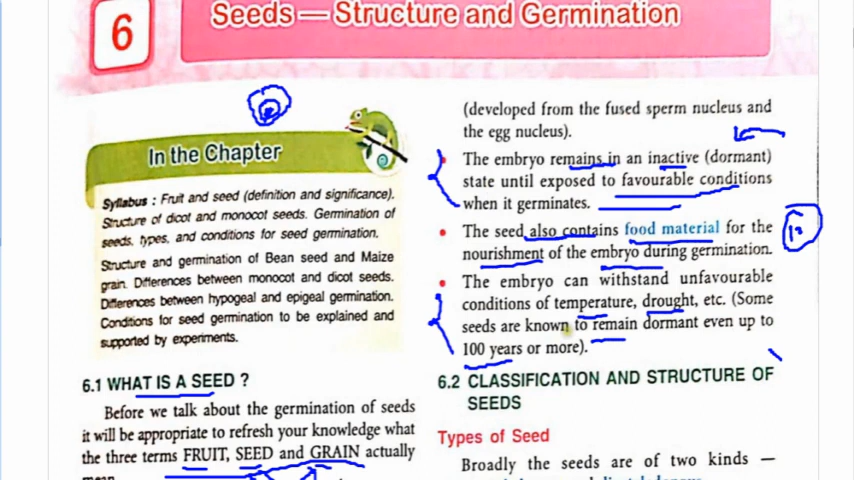 6
Seeds — Structure and Germination
In the Chapter
Syllabus : Fruit and seed (definition and significance).
Structure of dicot and monocot seeds. Germination of
seeds, types, and conditions for seed germination.
Structure and germination of Bean seed and Maize
grain. Differences between monocot and dicot seeds.
Differences between hypogeal and epigeal germination.
Conditions for seed germination to be explained and
supported by experiments.
6.1 WHAT IS A SEED ?
Before we talk about the germination of seeds
it will be appropriate to refresh your knowledge what
the three terms FRUIT, SEED and GRAIN actually
mean.
(developed from the fused sperm nucleus and
the egg nucleus).
• The embryo remains in an inactive (dormant)
state until exposed to favourable conditions
when it germinates.
• The seed also contains food material for the
nourishment of the embryo during germination.
• The embryo can withstand unfavourable
conditions of temperature, drought, etc. (Some
seeds are known to remain dormant even up to
100 years or more).
6.2 CLASSIFICATION AND STRUCTURE OF
SEEDS
Types of Seed
Broadly the seeds are of two kinds —